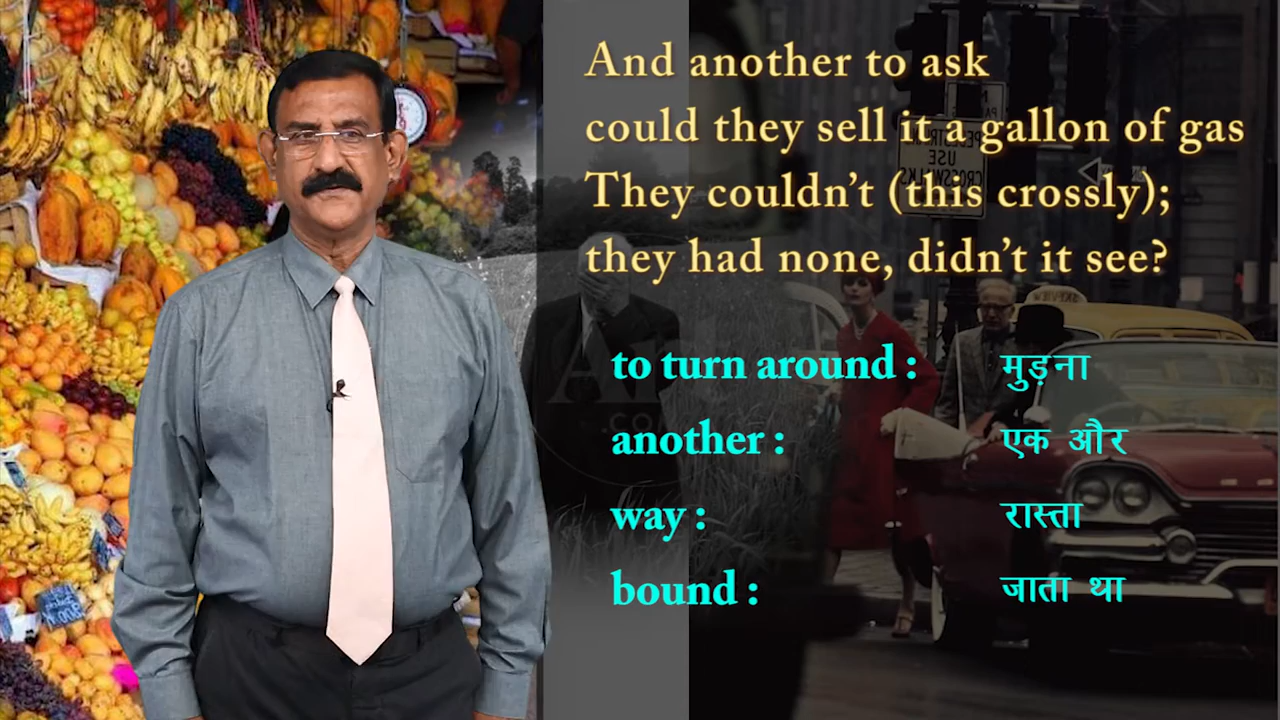 And another to ask
could they sell it a gallon of gas
They couldn't (this crossly);
they had none, didn't it see?
to turn around : मुड़ना
another : एक और
way : रास्ता
bound : जाता था